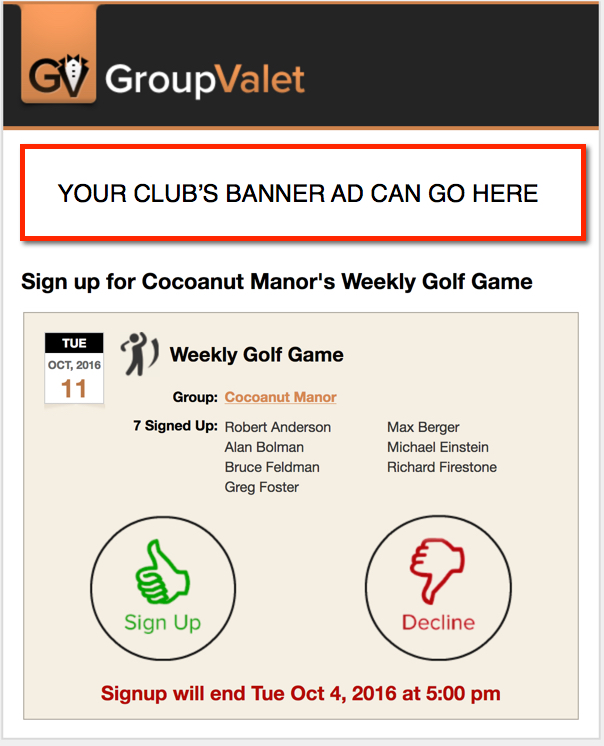 GV GroupValet
YOUR CLUB'S BANNER AD CAN GO HERE
Sign up for Cocoanut Manor's Weekly Golf Game
TUE
OCT, 2016
11
Weekly Golf Game
Group: Cocoanut Manor
7 Signed Up: Robert Anderson Max Berger
Alan Bolman Michael Einstein
Bruce Feldman Richard Firestone
Greg Foster
Sign Up Decline
Signup will end Tue Oct 4, 2016 at 5:00 pm